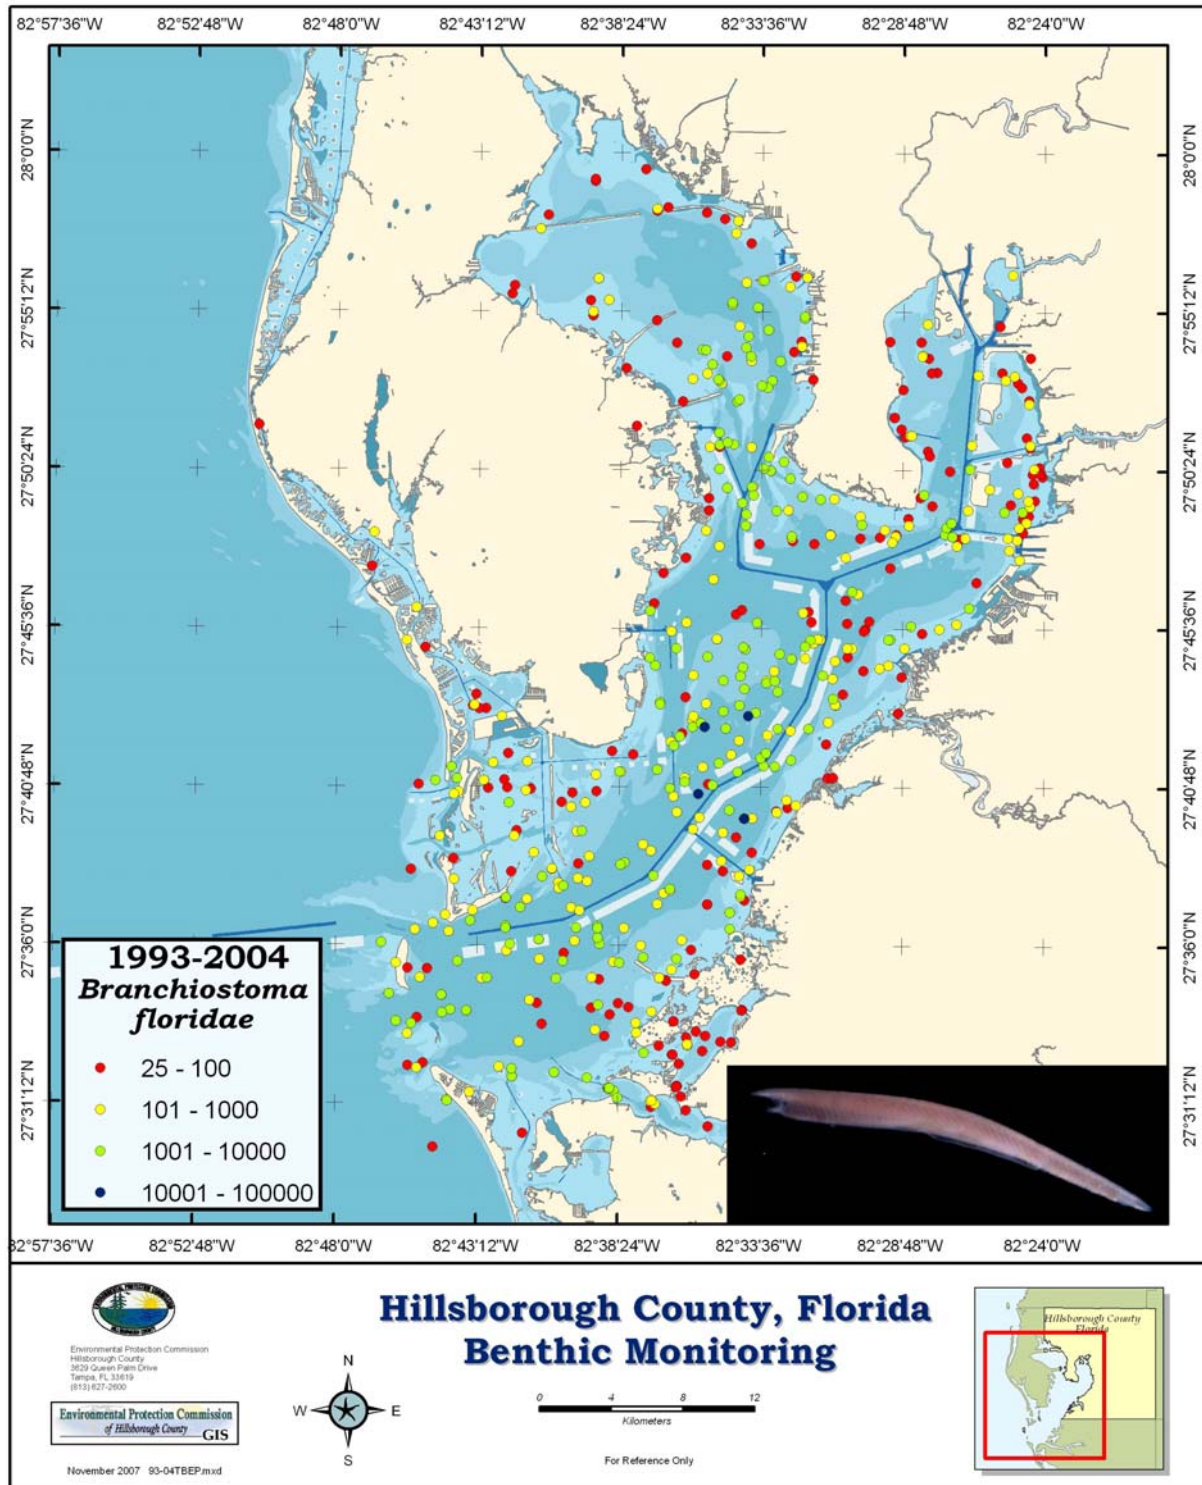 82°57'36"W 82°52'48"W 82°48'0"W 82°43'12"W 82°38'24"W 82°33'36"W 82°28'48"W 82°24'0"W
28°0'0"N 28°0'0"N
27°55'12"N 27°55'12"N
27°50'24"N 27°50'24"N
27°45'36"N 27°45'36"N
27°40'48"N 27°40'48"N
27°36'0"N 27°36'0"N
27°31'12"N 27°31'12"N
1993-2004
Branchiostoma
floridae
25 - 100
101 - 1000
1001 - 10000
10001 - 100000
82°57'36"W 82°52'48"W 82°48'0"W 82°43'12"W 82°38'24"W 82°33'36"W 82°28'48"W 82°24'0"W
Environmental Protection Commission
Hillsborough County
3629 Queen Palm Drive
Tampa, FL 33619
(813) 627-2600
Environmental Protection Commission
of Hillsborough County GIS
November 2007 93-04TBEP.mxd
Hillsborough County, Florida
Benthic Monitoring
N
W E
S
0 4 8 12
Kilometers
For Reference Only
Hillsborough County
Florida